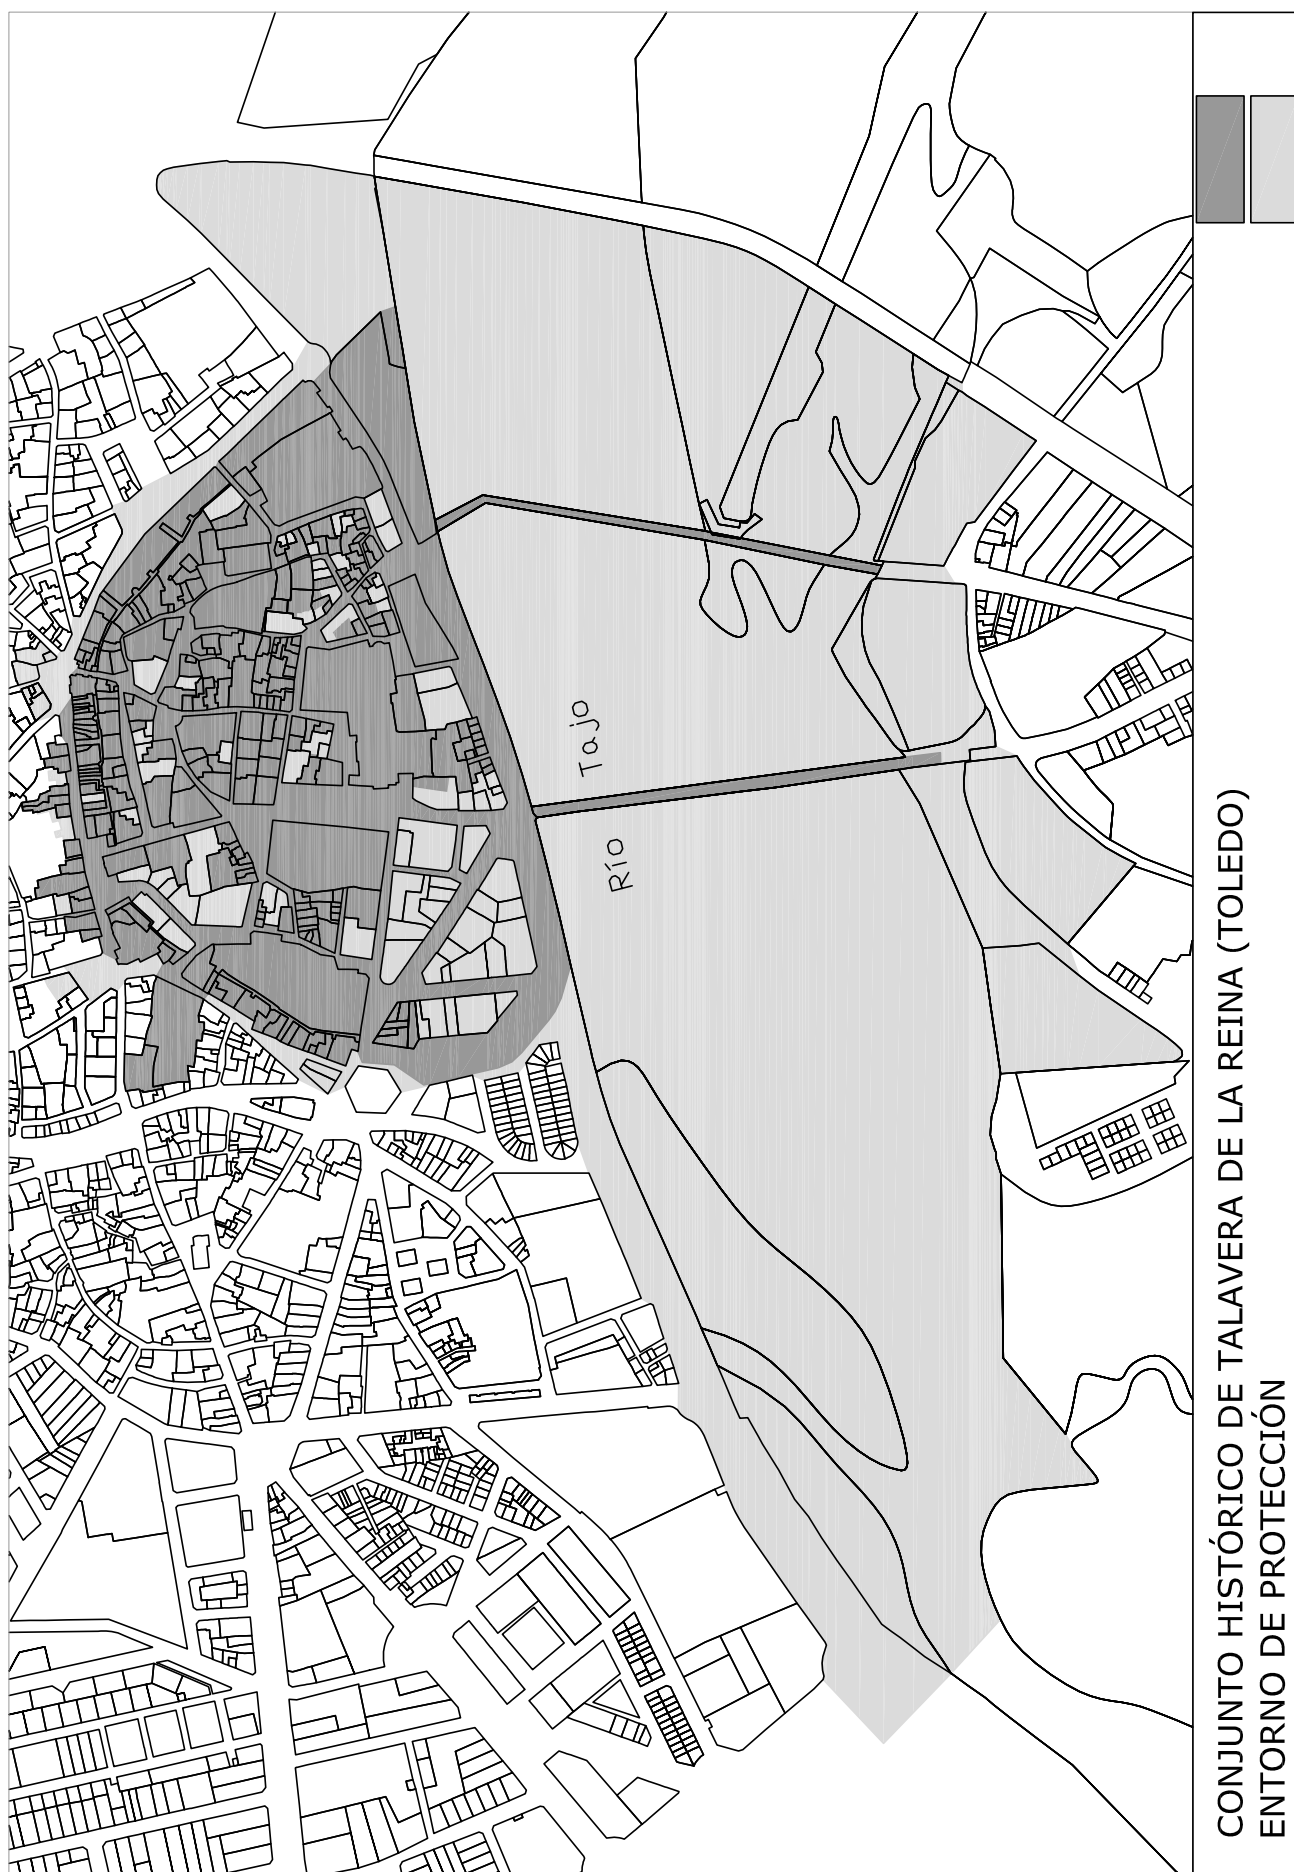 Río
Tajo
CONJUNTO HISTÓRICO DE TALAVERA DE LA REINA (TOLEDO)
ENTORNO DE PROTECCIÓN